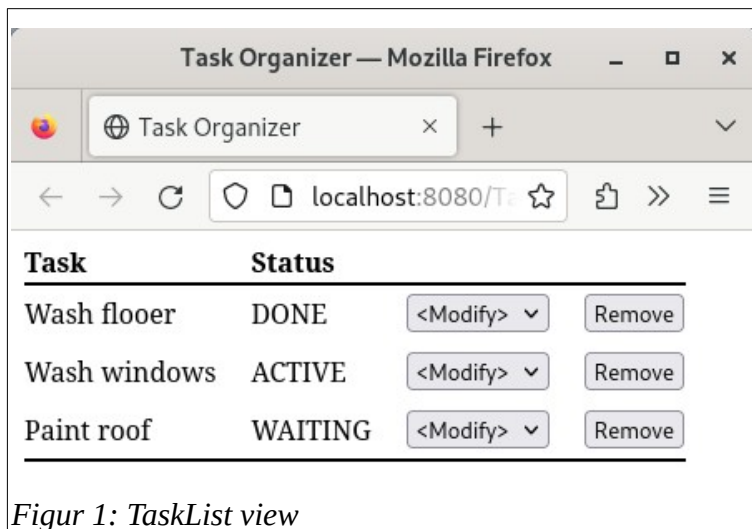 Task Organizer — Mozilla Firefox
Task Organizer
localhost:8080/Ta
Task Status
Wash flooer DONE <Modify> Remove
Wash windows ACTIVE <Modify> Remove
Paint roof WAITING <Modify> Remove
Figur 1: TaskList view